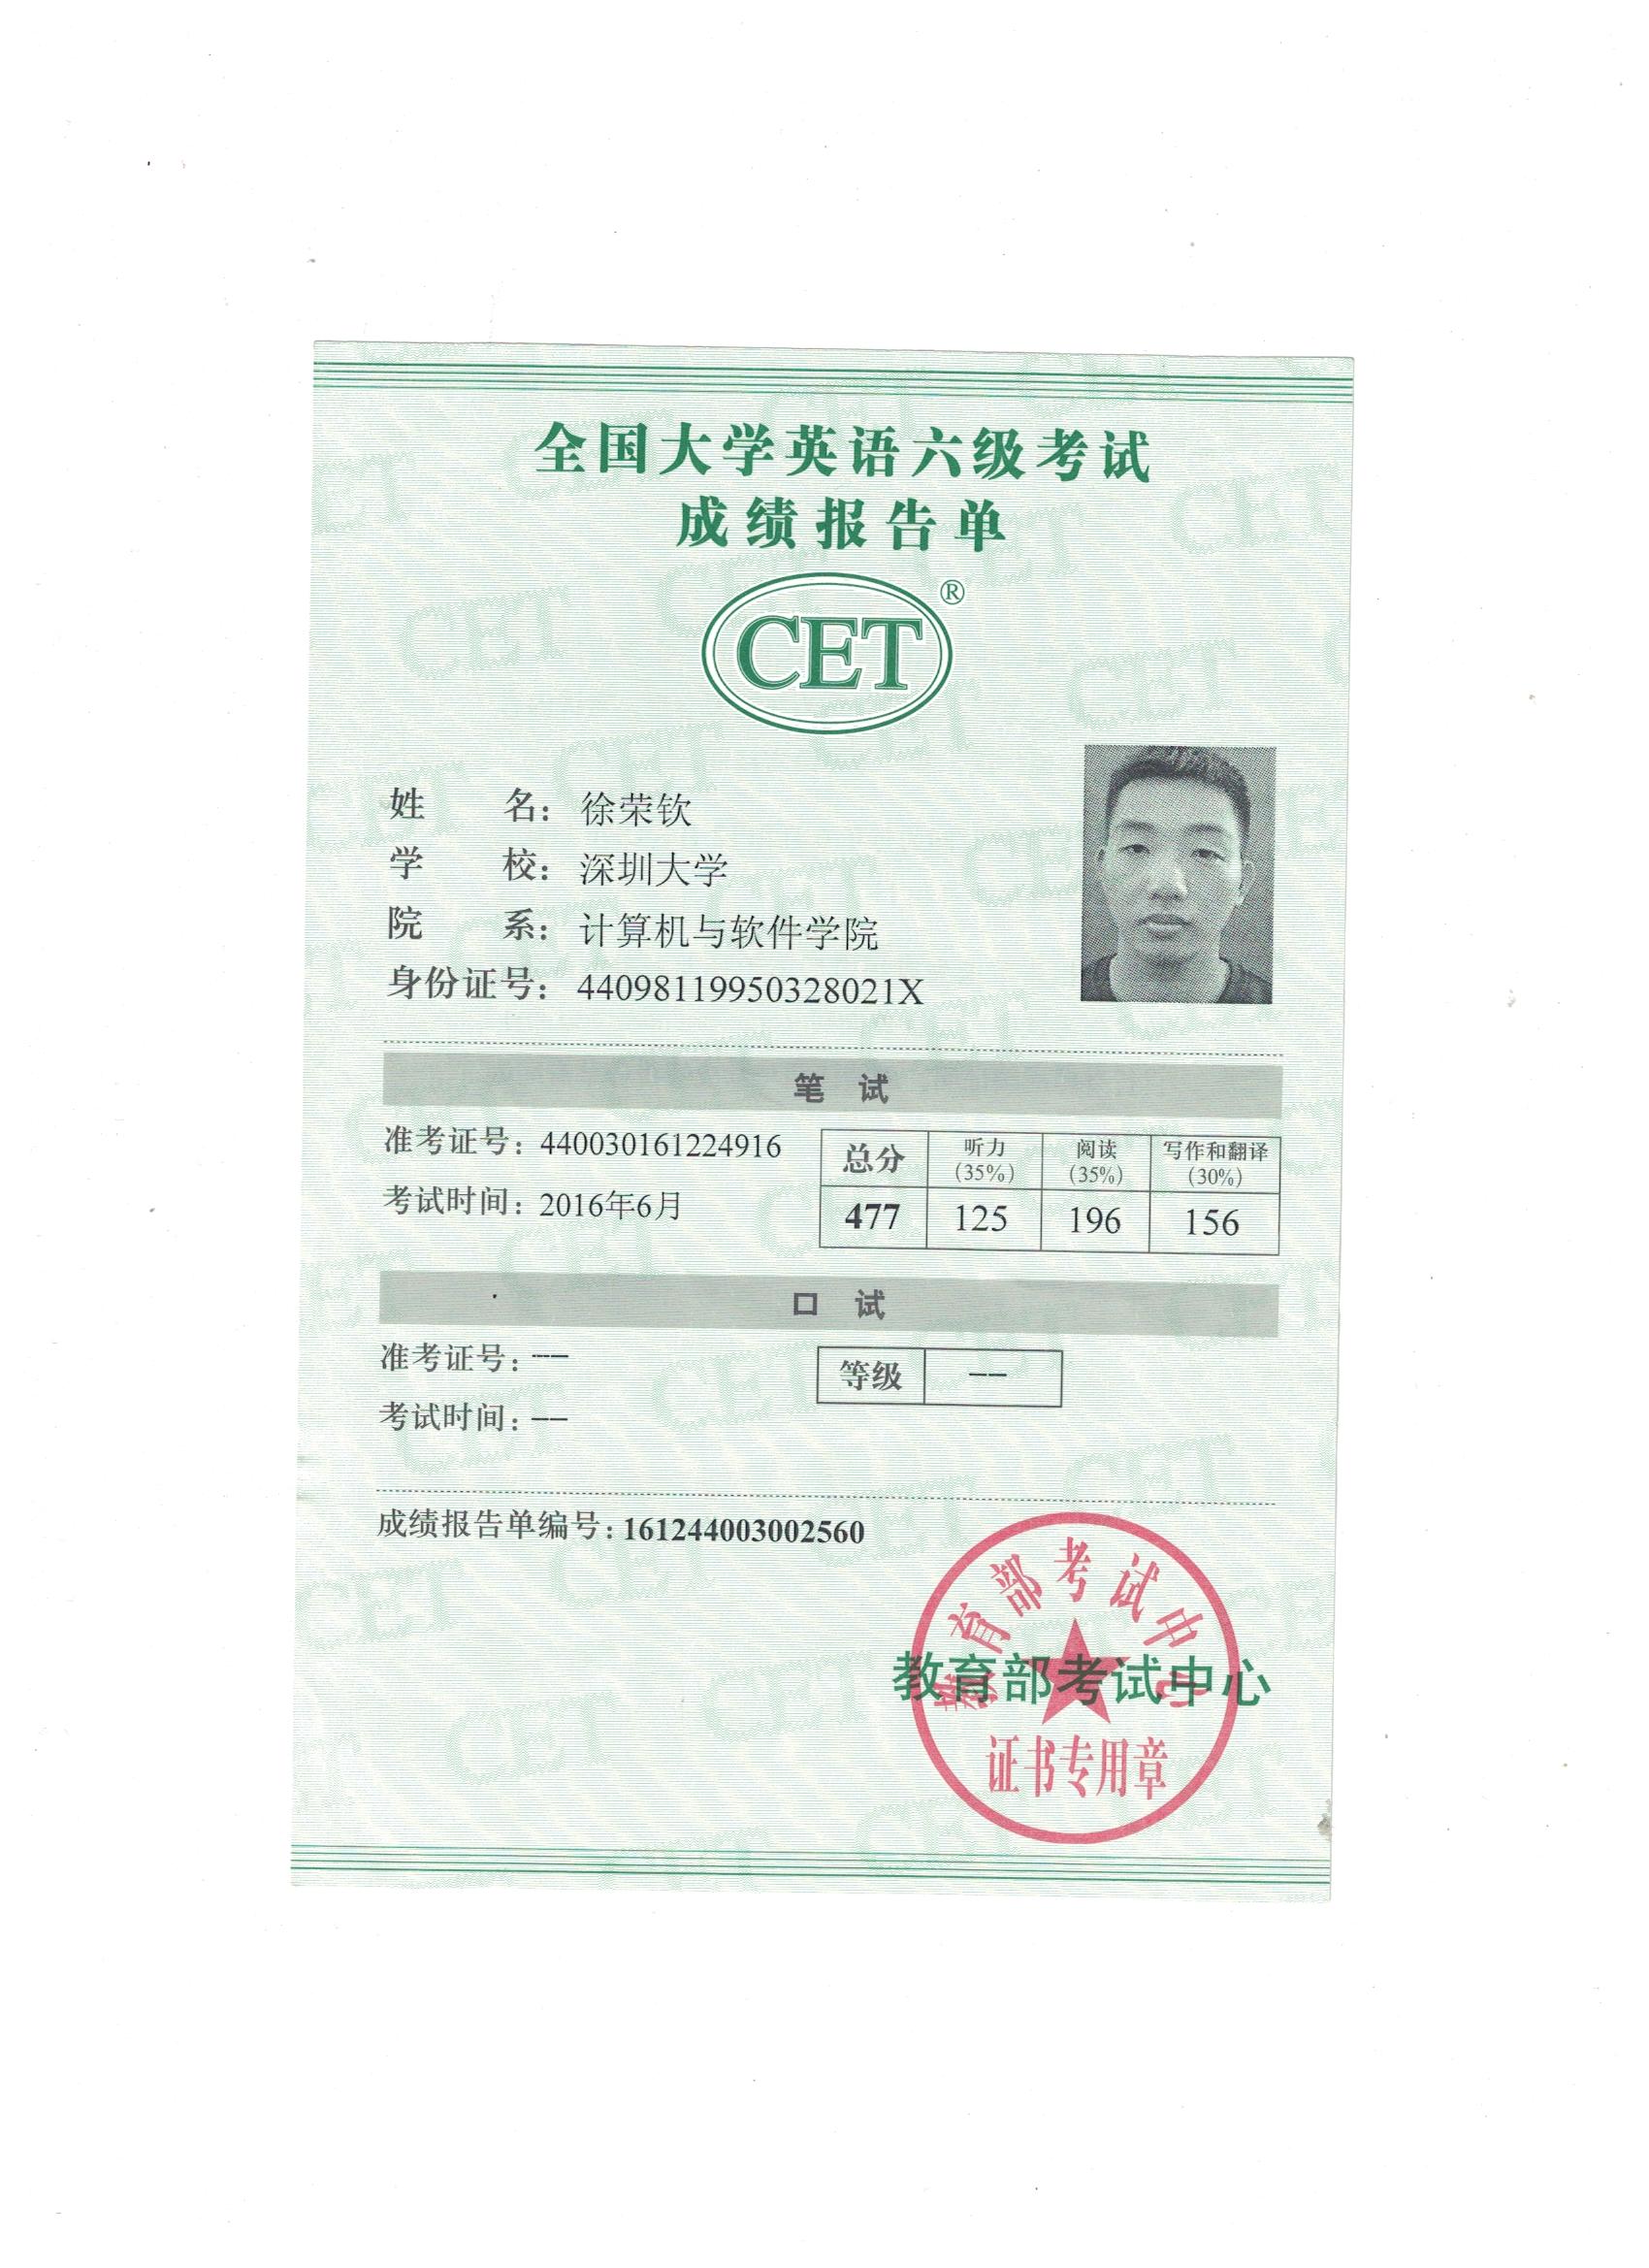 全国大学英语六级考试
成绩报告单
CET®
姓 名: 徐荣钦
学 校: 深圳大学
院 系: 计算机与软件学院
身份证号: 44098119950328021X
笔 试
准考证号: 440030161224916
考试时间: 2016年6月
总分 听力(35%) 阅读(35%) 写作和翻译(30%)
477 125 196 156
口 试
准考证号: --
考试时间: --
等级 --
成绩报告单编号: 161244003002560
教育部考试中心
教育部考试中心
证书专用章